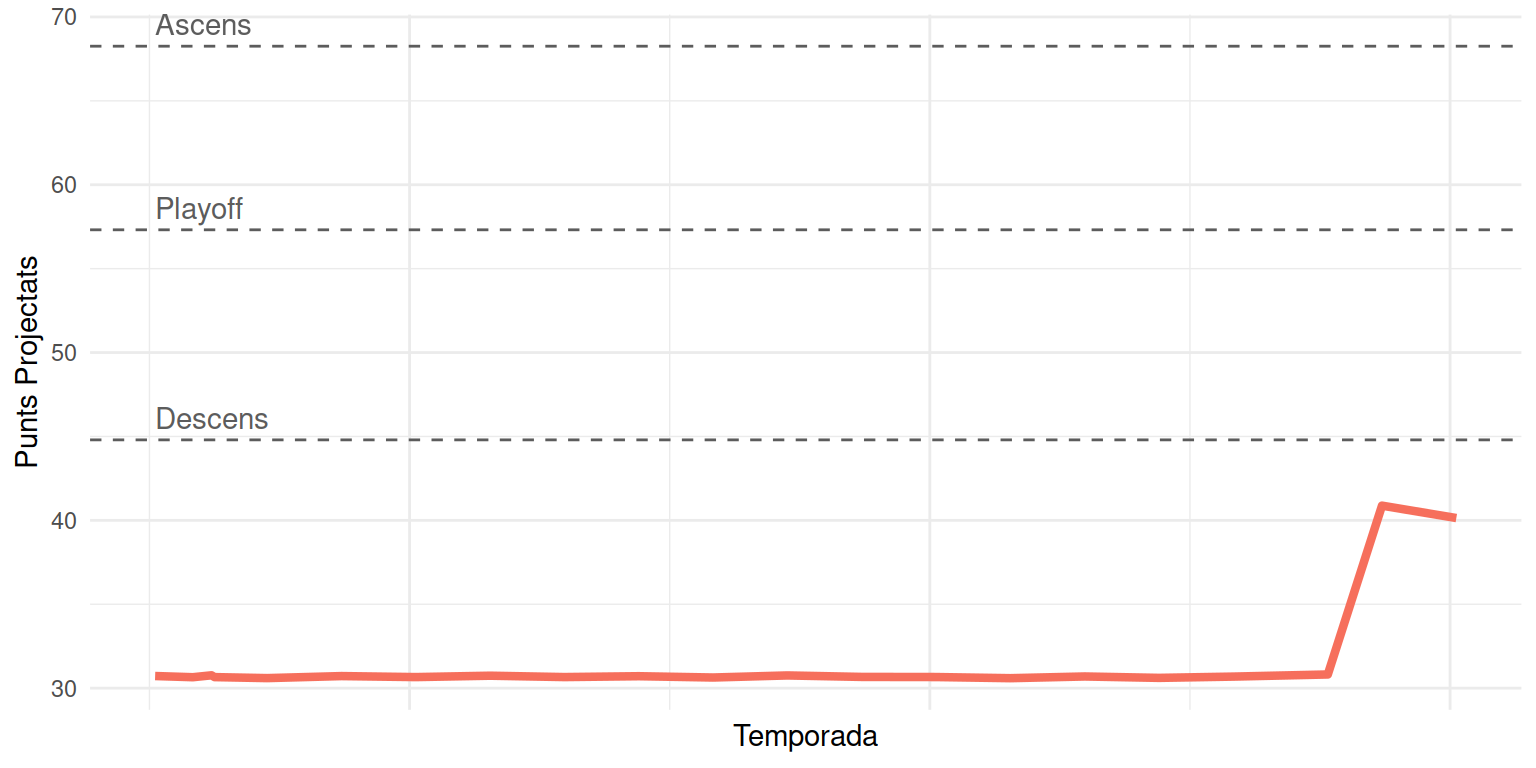 70
Ascens
60
Playoff
Punts Projectats
50
Descens
40
30
Temporada